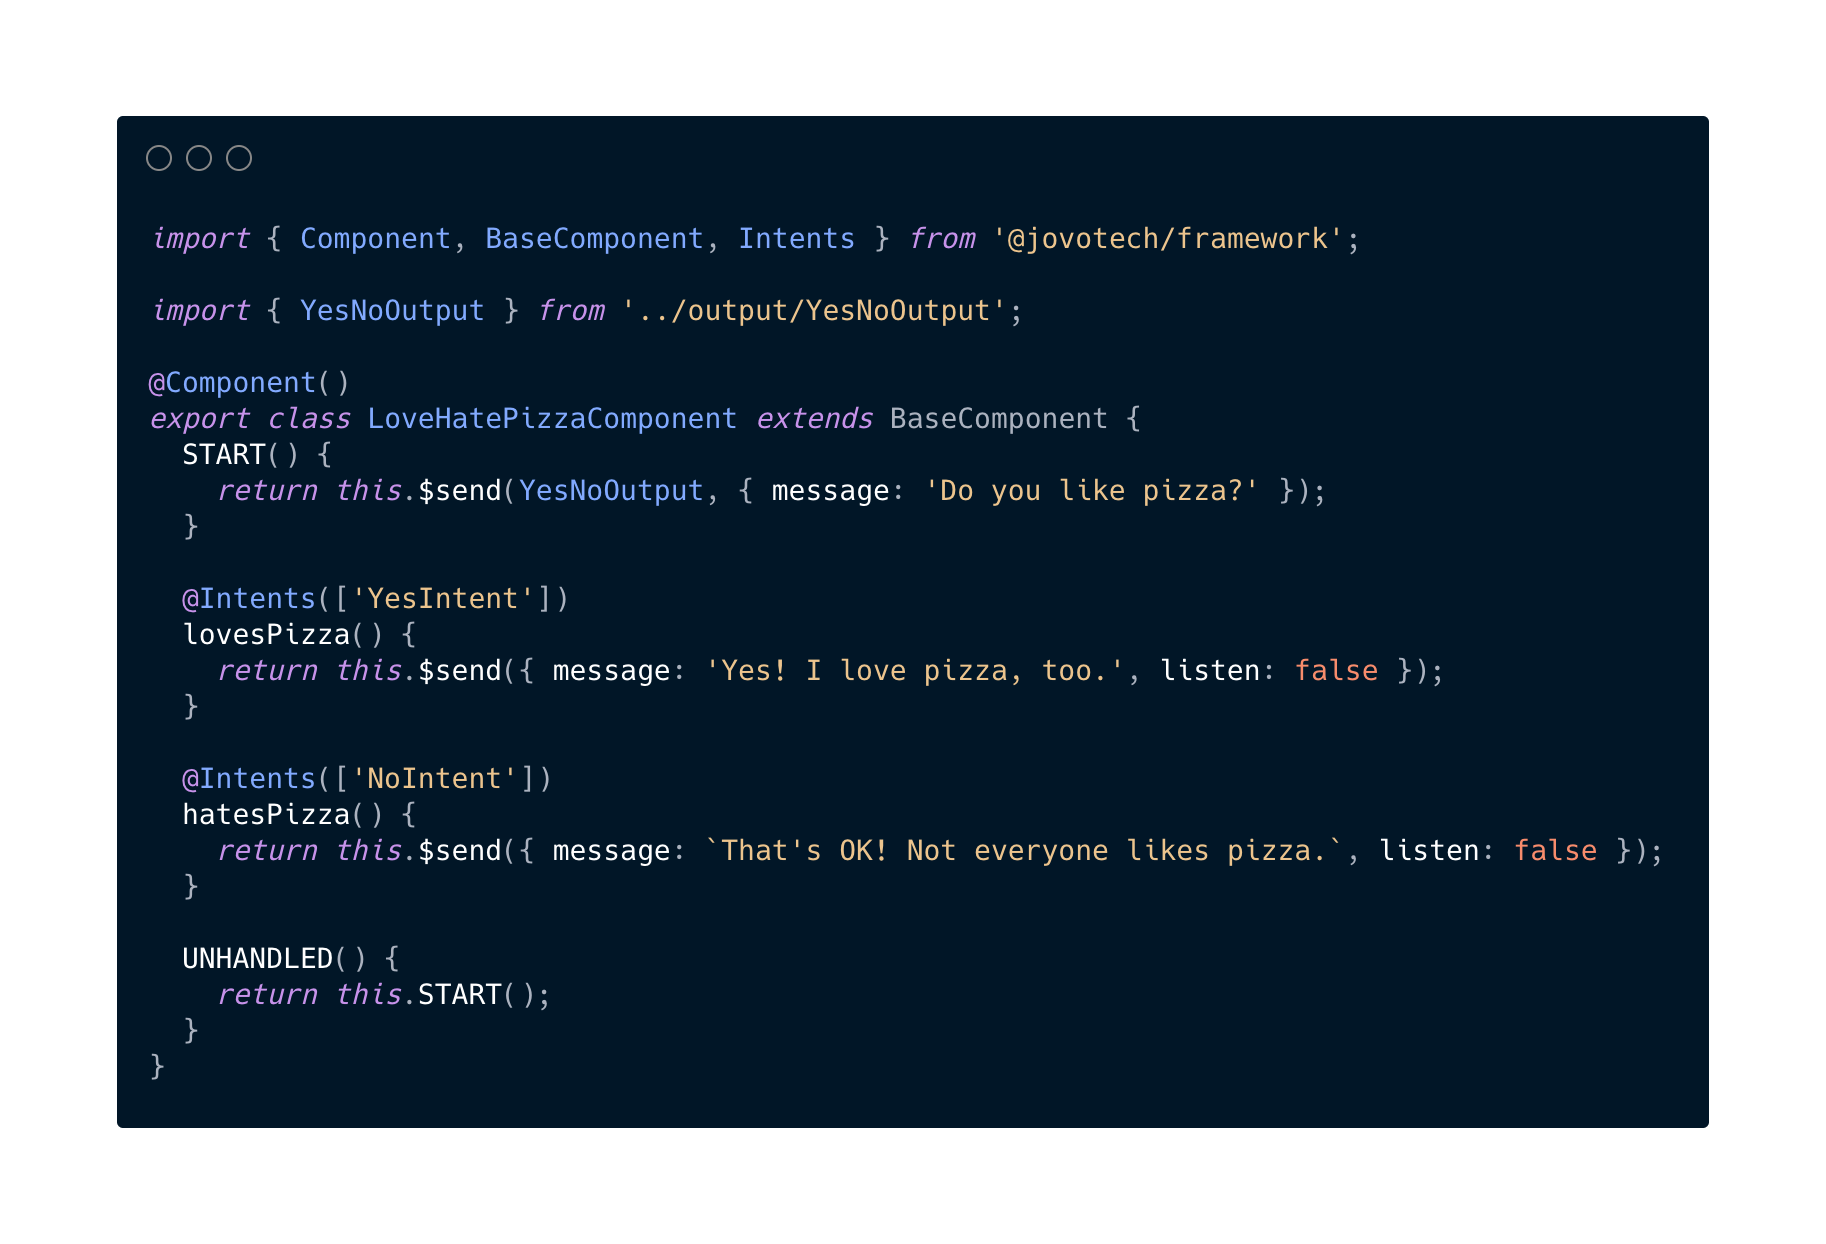 import { Component, BaseComponent, Intents } from '@jovotech/framework';

import { YesNoOutput } from '../output/YesNoOutput';

@Component()
export class LoveHatePizzaComponent extends BaseComponent {
  START() {
    return this.$send(YesNoOutput, { message: 'Do you like pizza?' });
  }

  @Intents(['YesIntent'])
  lovesPizza() {
    return this.$send({ message: 'Yes! I love pizza, too.', listen: false });
  }

  @Intents(['NoIntent'])
  hatesPizza() {
    return this.$send({ message: `That's OK! Not everyone likes pizza.`, listen: false });
  }

  UNHANDLED() {
    return this.START();
  }
}